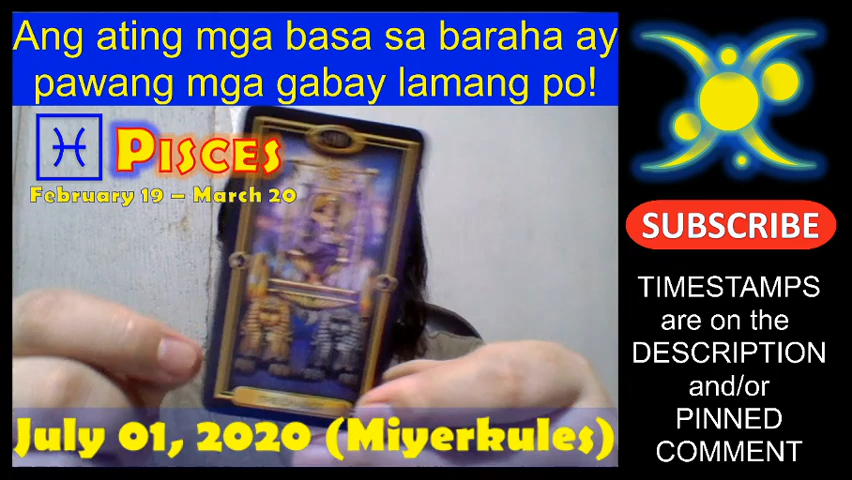 Ang ating mga basa sa baraha ay
pawang mga gabay lamang po!
PISCES
February 19 – March 20
July 01, 2020 (Miyerkules)
SUBSCRIBE
TIMESTAMPS
are on the
DESCRIPTION
and/or
PINNED
COMMENT